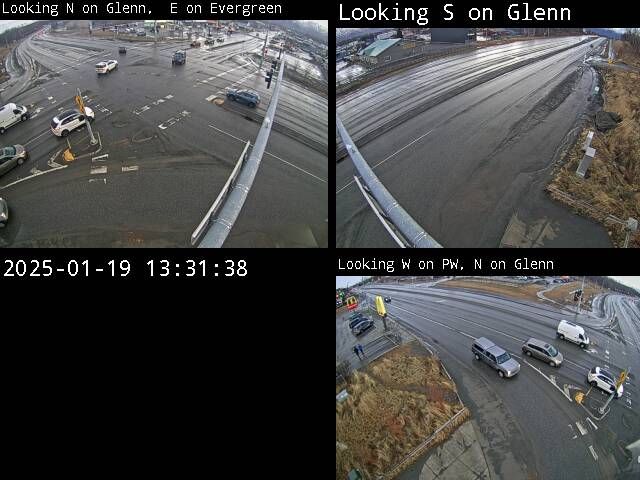 Looking N on Glenn,  E on Evergreen
Looking S on Glenn
2025-01-19 13:31:38
Looking W on PW, N on Glenn